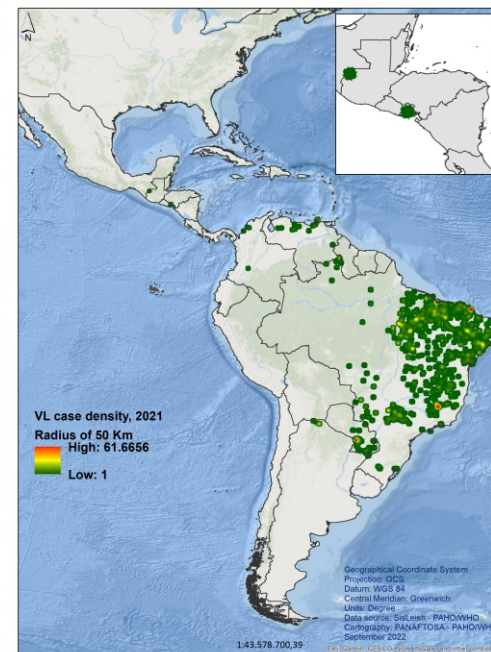 N
VL case density, 2021
Radius of 50 Km
High: 61.6656
Low: 1
Geographical Coordinate System
Projection: GCS
Datum: WGS 84
Central Meridian: Greenwich
Units: Degree
Data source: SisLeish - PAHO/WHO
Cartography: PANAFTOSA - PAHO/WH
September 2022
1:43.578.700,39